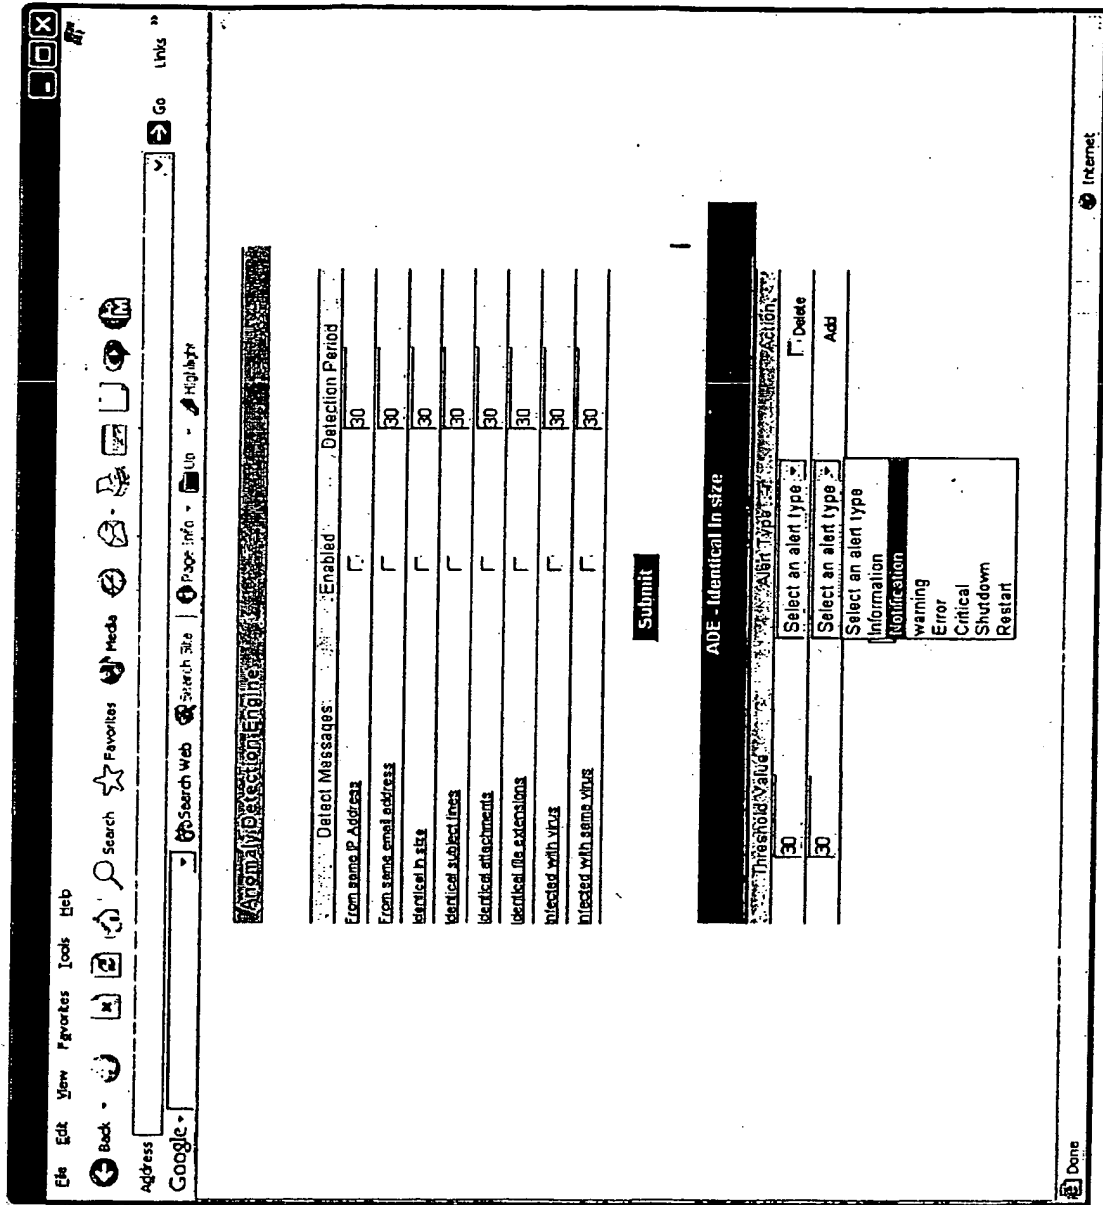 File Edit View Favorites Tools Help
Back Search Favorites Media
Address Go Links »
Google Search Web Search Site Page Info Up Highlight
Anomaly Detection Engine
Detect Messages Enabled Detection Period
From same IP Address 30
From same email address 30
Identical in size 30
Identical subject lines 30
Identical attachments 30
Identical file extensions 30
Infected with virus 30
Infected with same virus 30
Submit
ADE - Identical In size
Threshold Value Alert Type Action
30 Select an alert type Delete
30 Select an alert type Add
Select an alert type
Information
Notification
warning
Error
Critical
Shutdown
Restart
Done Internet